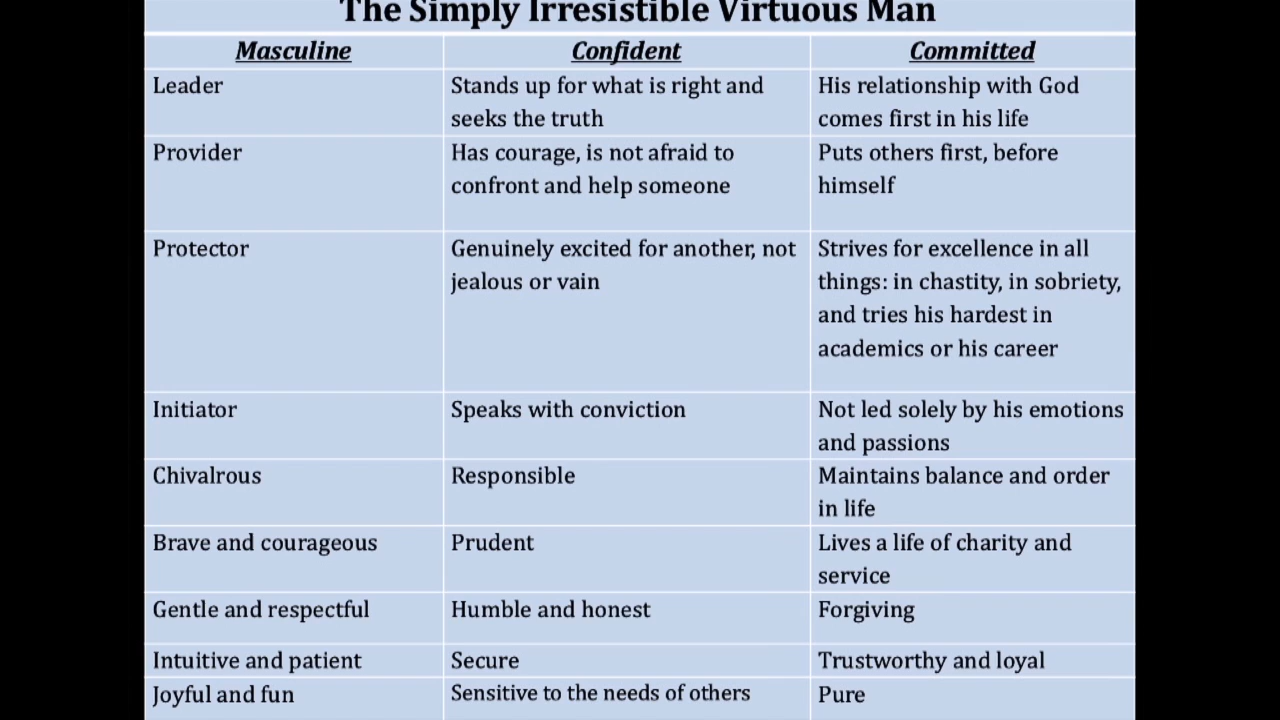 The Simply Irresistible Virtuous Man
Masculine
Confident
Committed
Leader
Stands up for what is right and
seeks the truth
His relationship with God
comes first in his life
Provider
Has courage, is not afraid to
confront and help someone
Puts others first, before
himself
Protector
Genuinely excited for another, not
jealous or vain
Strives for excellence in all
things: in chastity, in sobriety,
and tries his hardest in
academics or his career
Initiator
Speaks with conviction
Not led solely by his emotions
and passions
Chivalrous
Responsible
Maintains balance and order
in life
Brave and courageous
Prudent
Lives a life of charity and
service
Gentle and respectful
Humble and honest
Forgiving
Intuitive and patient
Secure
Trustworthy and loyal
Joyful and fun
Sensitive to the needs of others
Pure